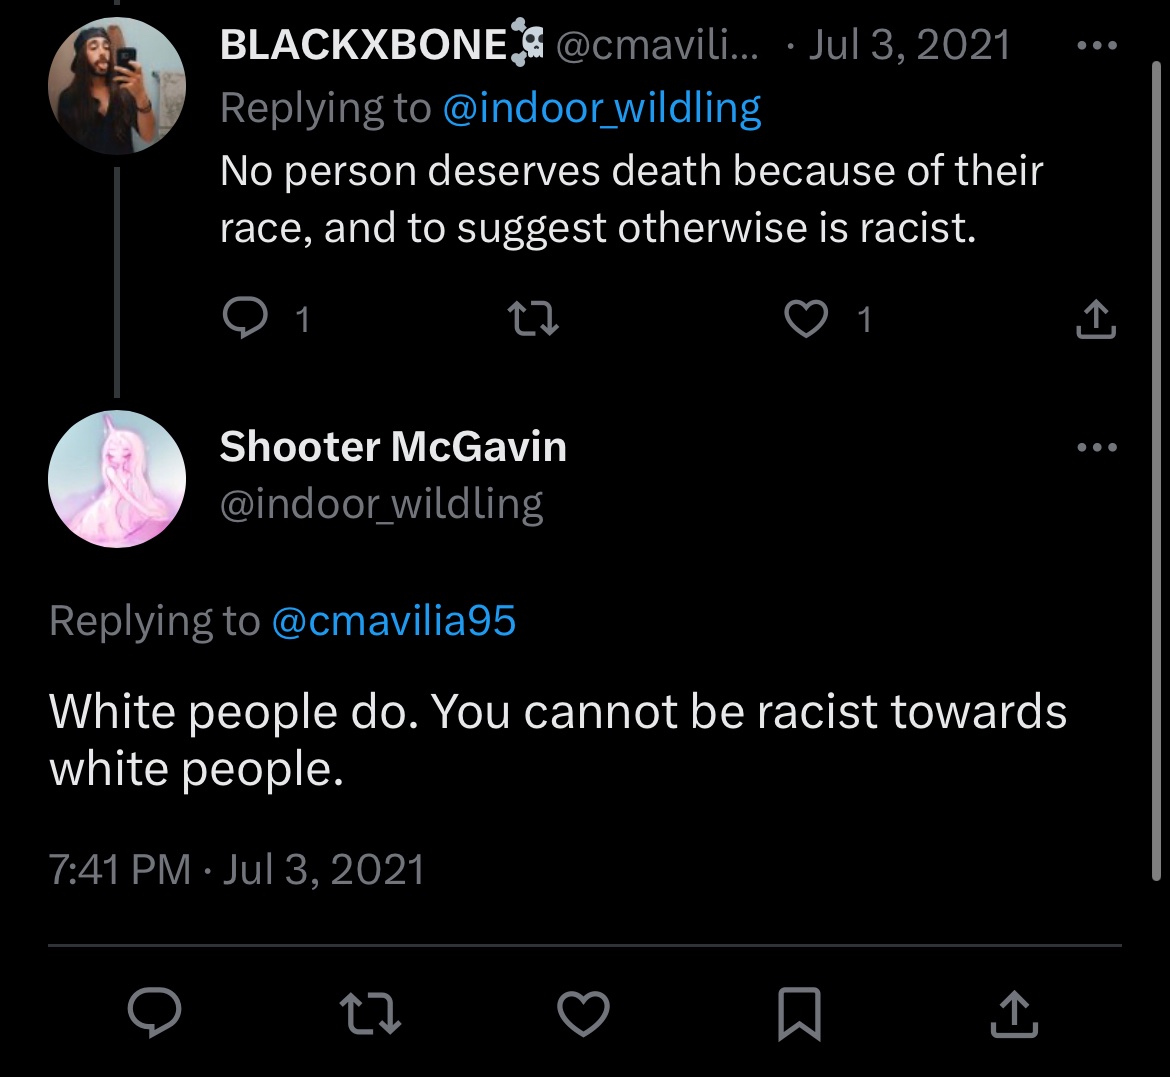 BLACKXBONE☠️ @cmavili... · Jul 3, 2021
Replying to @indoor_wildling
No person deserves death because of their
race, and to suggest otherwise is racist.
1 1
Shooter McGavin
@indoor_wildling
Replying to @cmavilia95
White people do. You cannot be racist towards
white people.
7:41 PM · Jul 3, 2021